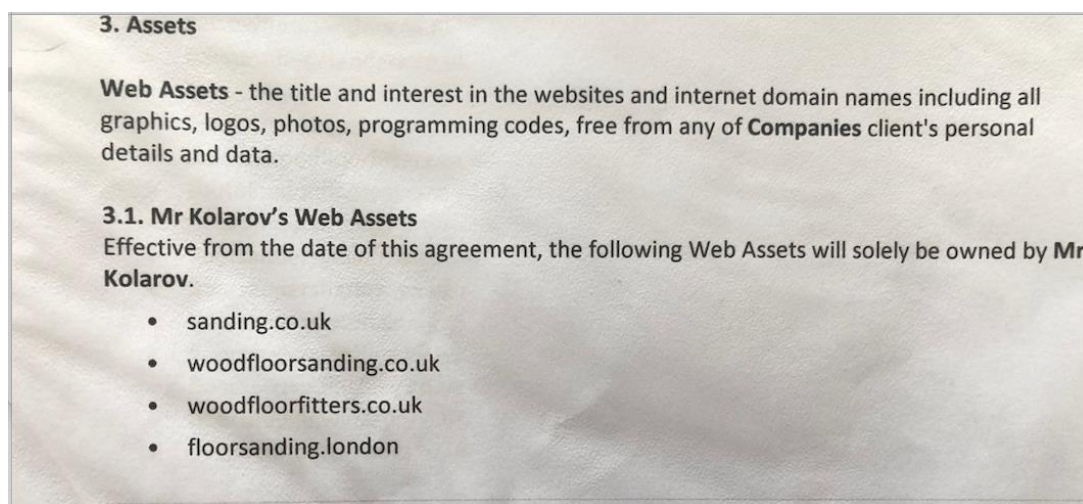 3. Assets
Web Assets - the title and interest in the websites and internet domain names including all
graphics, logos, photos, programming codes, free from any of Companies client's personal
details and data.
3.1. Mr Kolarov’s Web Assets
Effective from the date of this agreement, the following Web Assets will solely be owned by Mr
Kolarov.
• sanding.co.uk
• woodfloorsanding.co.uk
• woodfloorfitters.co.uk
• floorsanding.london